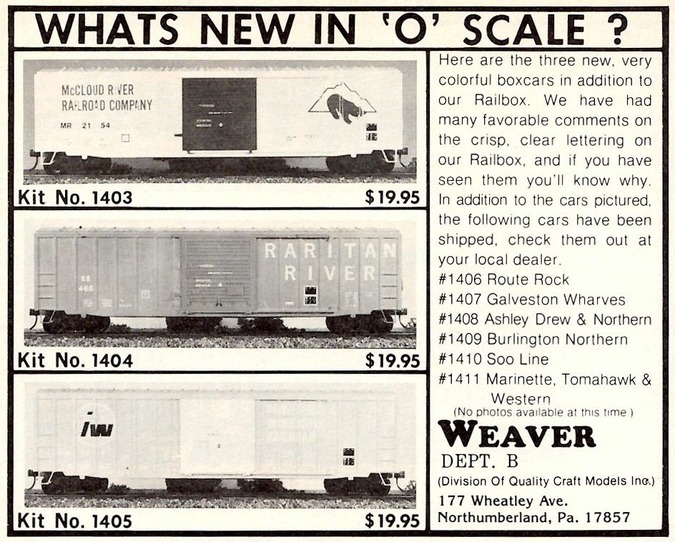 WHATS NEW IN 'O' SCALE ?
McCLOUD RIVER
RAILROAD COMPANY
MR 21 54
Kit No. 1403 $19.95
RARITAN
RIVER
RR
465
Kit No. 1404 $19.95
iw
Kit No. 1405 $19.95
Here are the three new, very
colorful boxcars in addition to
our Railbox. We have had
many favorable comments on
the crisp, clear lettering on
our Railbox, and if you have
seen them you'll know why.
In addition to the cars pictured,
the following cars have been
shipped, check them out at
your local dealer.
#1406 Route Rock
#1407 Galveston Wharves
#1408 Ashley Drew & Northern
#1409 Burlington Northern
#1410 Soo Line
#1411 Marinette, Tomahawk &
Western
(No photos available at this time)
WEAVER
DEPT. B
(Division Of Quality Craft Models Inc.)
177 Wheatley Ave.
Northumberland, Pa. 17857